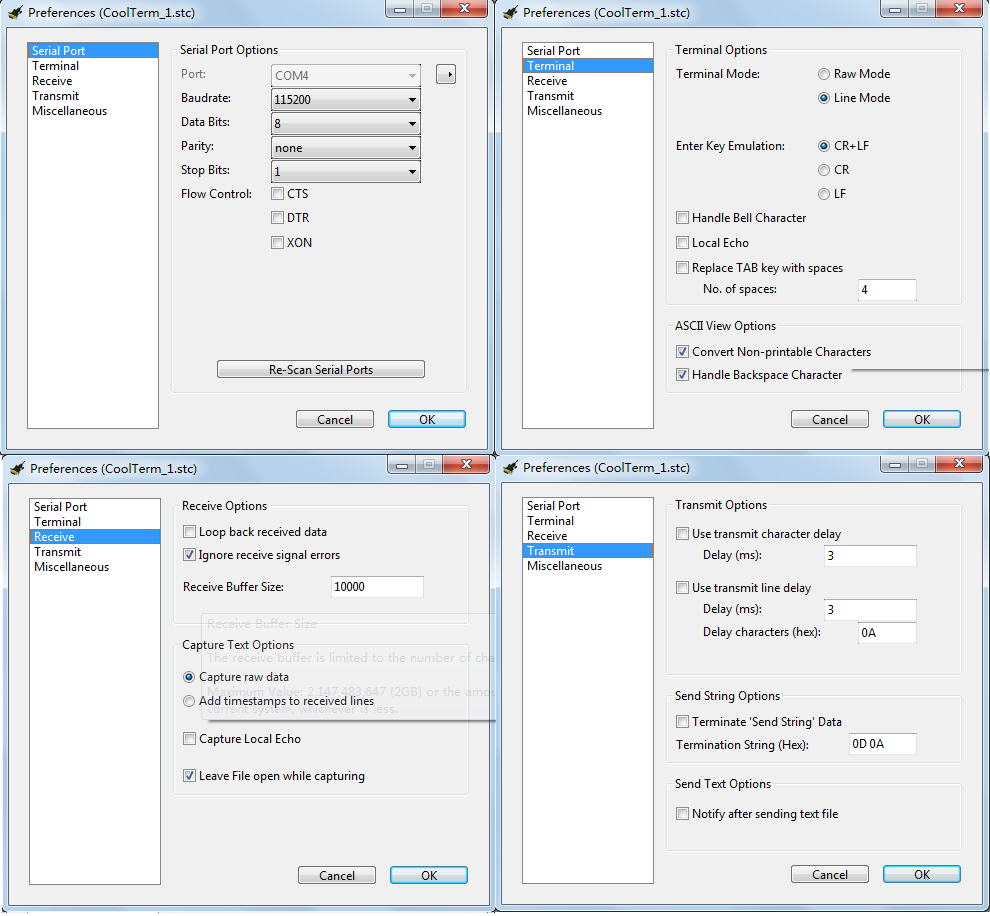 Preferences (CoolTerm_1.stc)
Serial Port
Terminal
Receive
Transmit
Miscellaneous
Serial Port Options
Port: COM4
Baudrate: 115200
Data Bits: 8
Parity: none
Stop Bits: 1
Flow Control: CTS
DTR
XON
Re-Scan Serial Ports
Cancel OK
Preferences (CoolTerm_1.stc)
Serial Port
Terminal
Receive
Transmit
Miscellaneous
Terminal Options
Terminal Mode: Raw Mode
Line Mode
Enter Key Emulation: CR+LF
CR
LF
Handle Bell Character
Local Echo
Replace TAB key with spaces
No. of spaces: 4
ASCII View Options
Convert Non-printable Characters
Handle Backspace Character
Cancel OK
Preferences (CoolTerm_1.stc)
Serial Port
Terminal
Receive
Transmit
Miscellaneous
Receive Options
Loop back received data
Ignore receive signal errors
Receive Buffer Size: 10000
Receive Buffer Size
Capture Text Options
The receive buffer is limited to the number of cha
Capture raw data
Maximum Value: 2,147,483,647 (2GB) or the amou
Add timestamps to received lines
current system, whichever is less.
Capture Local Echo
Leave File open while capturing
Cancel OK
Preferences (CoolTerm_1.stc)
Serial Port
Terminal
Receive
Transmit
Miscellaneous
Transmit Options
Use transmit character delay
Delay (ms): 3
Use transmit line delay
Delay (ms): 3
Delay characters (hex): 0A
Send String Options
Terminate 'Send String' Data
Termination String (Hex): 0D 0A
Send Text Options
Notify after sending text file
Cancel OK